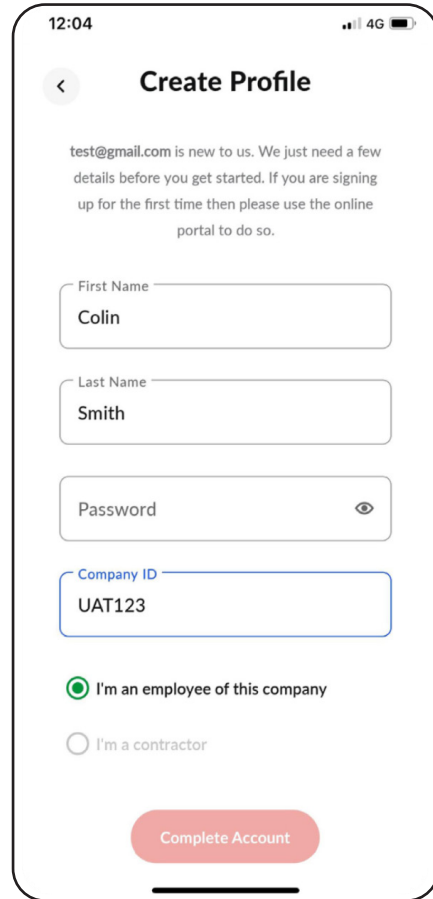 12:04
4G
Create Profile
test@gmail.com is new to us. We just need a few
details before you get started. If you are signing
up for the first time then please use the online
portal to do so.
First Name
Colin
Last Name
Smith
Password
Company ID
UAT123
I'm an employee of this company
I'm a contractor
Complete Account